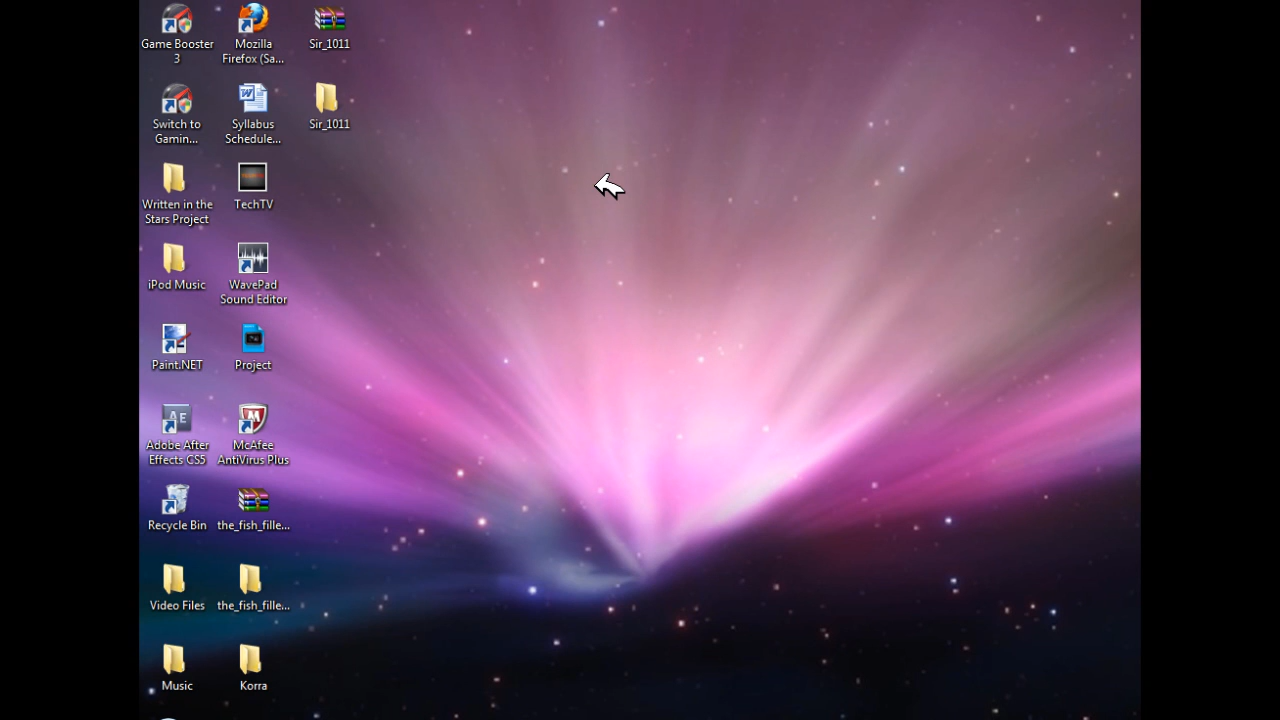 Game Booster
3
Mozilla
Firefox (Sa...
Sir_1011
Switch to
Gamin...
Syllabus
Schedule...
Sir_1011
Written in the
Stars Project
TechTV
iPod Music
WavePad
Sound Editor
Paint.NET
Project
AE
Adobe After
Effects CS5
McAfee
AntiVirus Plus
Recycle Bin
the_fish_fille...
Video Files
the_fish_fille...
Music
Korra